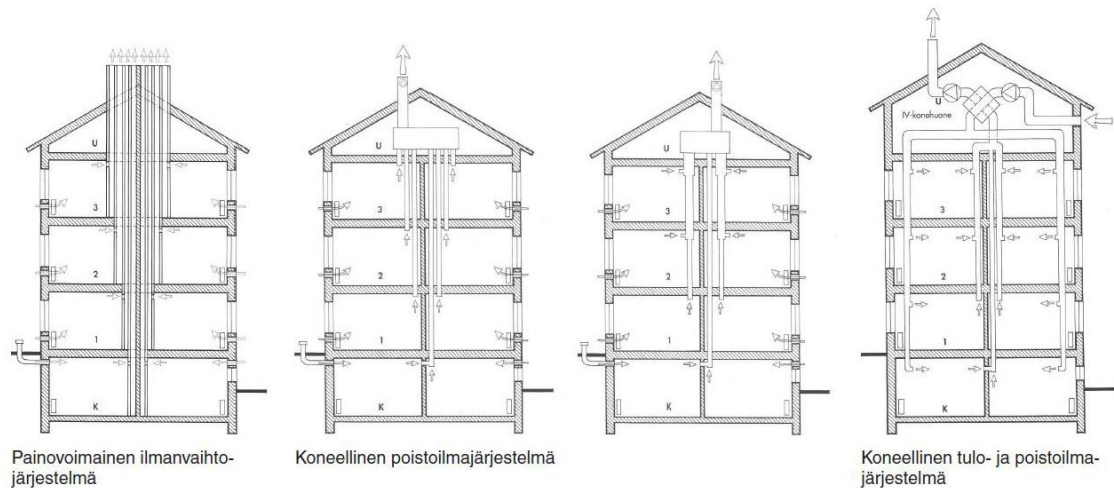 U
3
2
1
K
U
3
2
1
K
U
3
2
1
K
U
IV-konehuone
3
2
1
K
Painovoimainen ilmanvaihto-
järjestelmä
Koneellinen poistoilmajärjestelmä
Koneellinen tulo- ja poistoilma-
järjestelmä